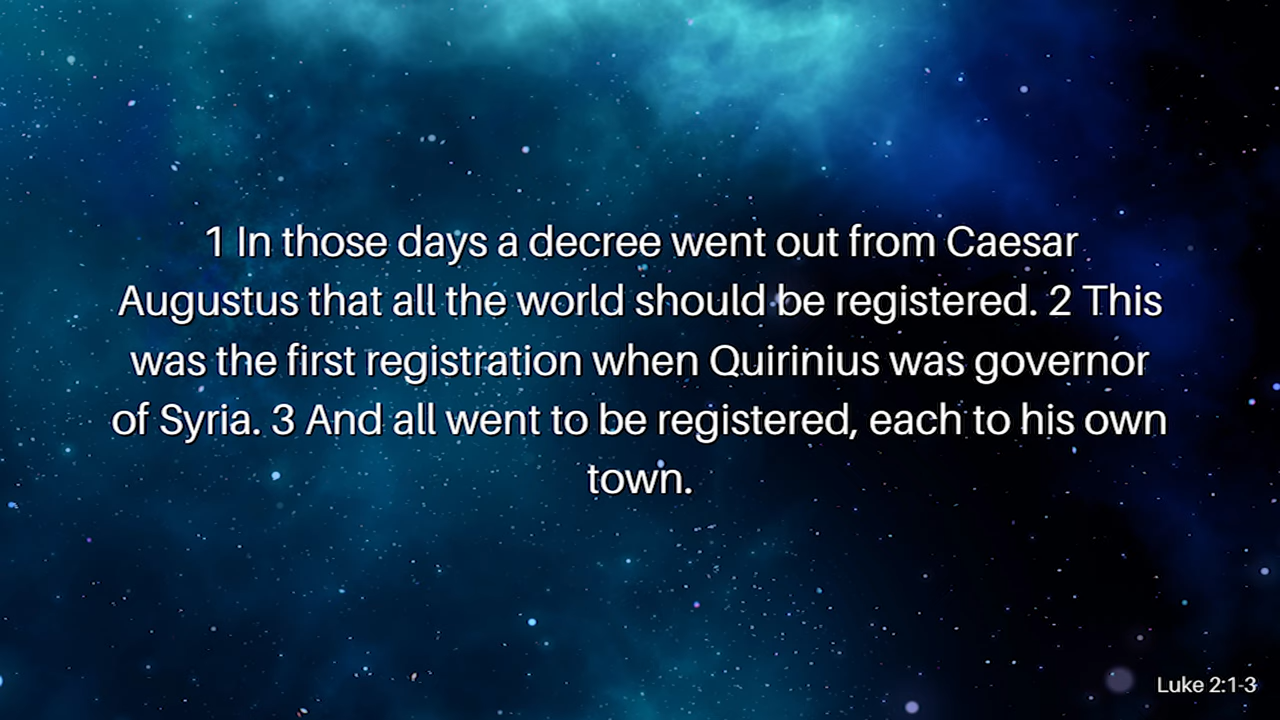 1 In those days a decree went out from Caesar
Augustus that all the world should be registered. 2 This
was the first registration when Quirinius was governor
of Syria. 3 And all went to be registered, each to his own
town.
Luke 2:1-3